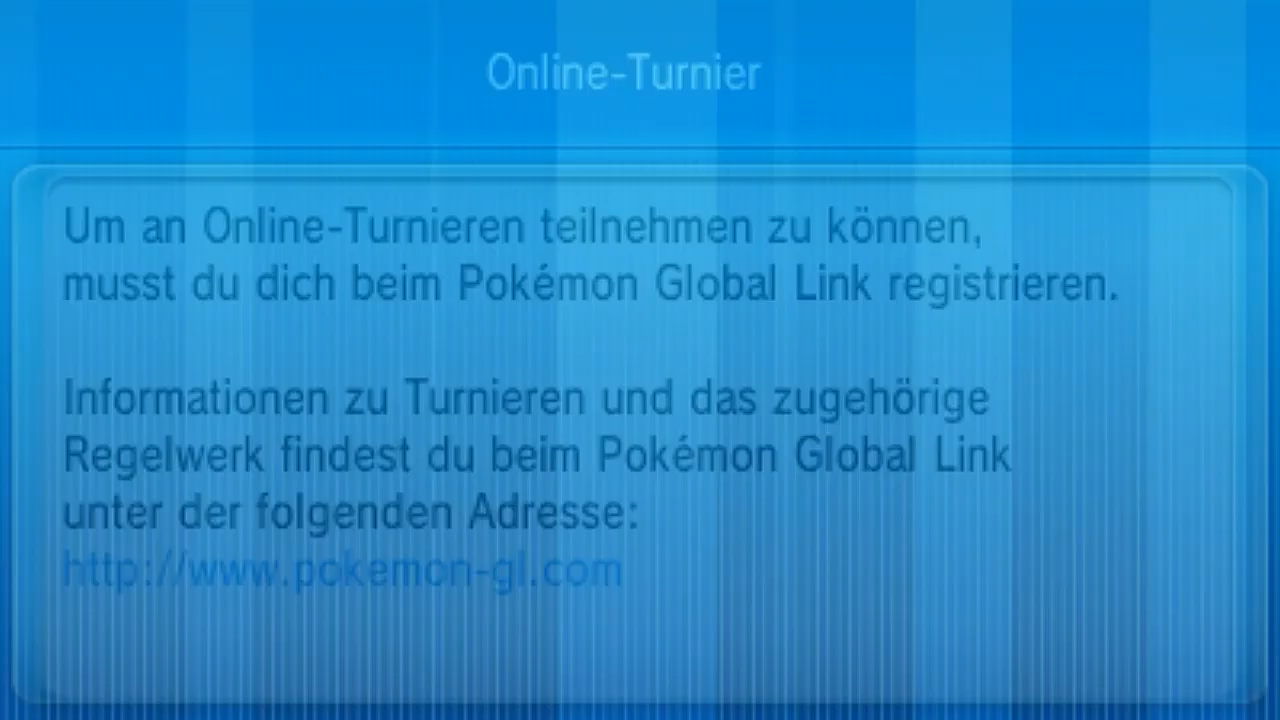 Online-Turnier
Um an Online-Turnieren teilnehmen zu können,
musst du dich beim Pokémon Global Link registrieren.
Informationen zu Turnieren und das zugehörige
Regelwerk findest du beim Pokémon Global Link
unter der folgenden Adresse:
http://www.pokemon-gl.com